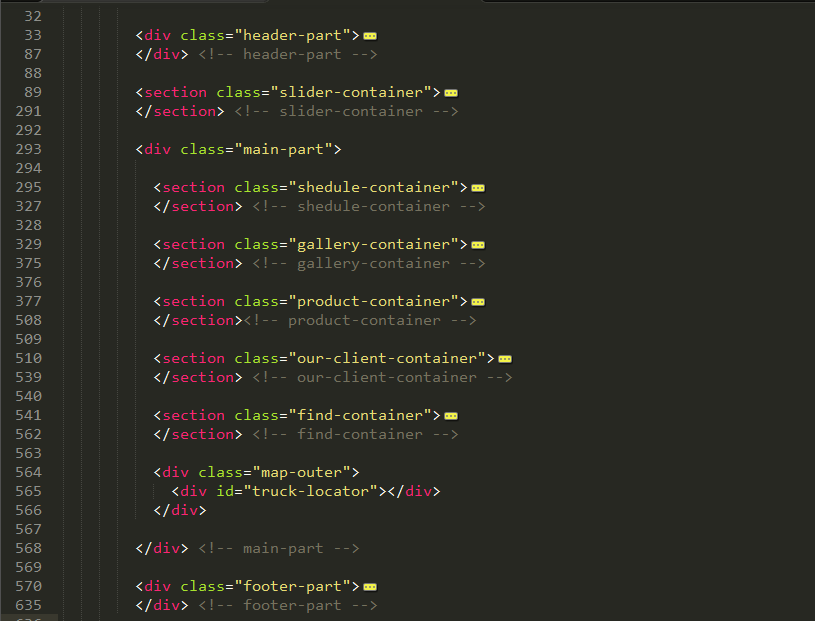 32
33 <div class="header-part">
87 </div> <!-- header-part -->
88
89 <section class="slider-container">
291 </section> <!-- slider-container -->
292
293 <div class="main-part">
294
295 <section class="shedule-container">
327 </section> <!-- shedule-container -->
328
329 <section class="gallery-container">
375 </section> <!-- gallery-container -->
376
377 <section class="product-container">
508 </section><!-- product-container -->
509
510 <section class="our-client-container">
539 </section> <!-- our-client-container -->
540
541 <section class="find-container">
562 </section> <!-- find-container -->
563
564 <div class="map-outer">
565 <div id="truck-locator"></div>
566 </div>
567
568 </div> <!-- main-part -->
569
570 <div class="footer-part">
635 </div> <!-- footer-part -->